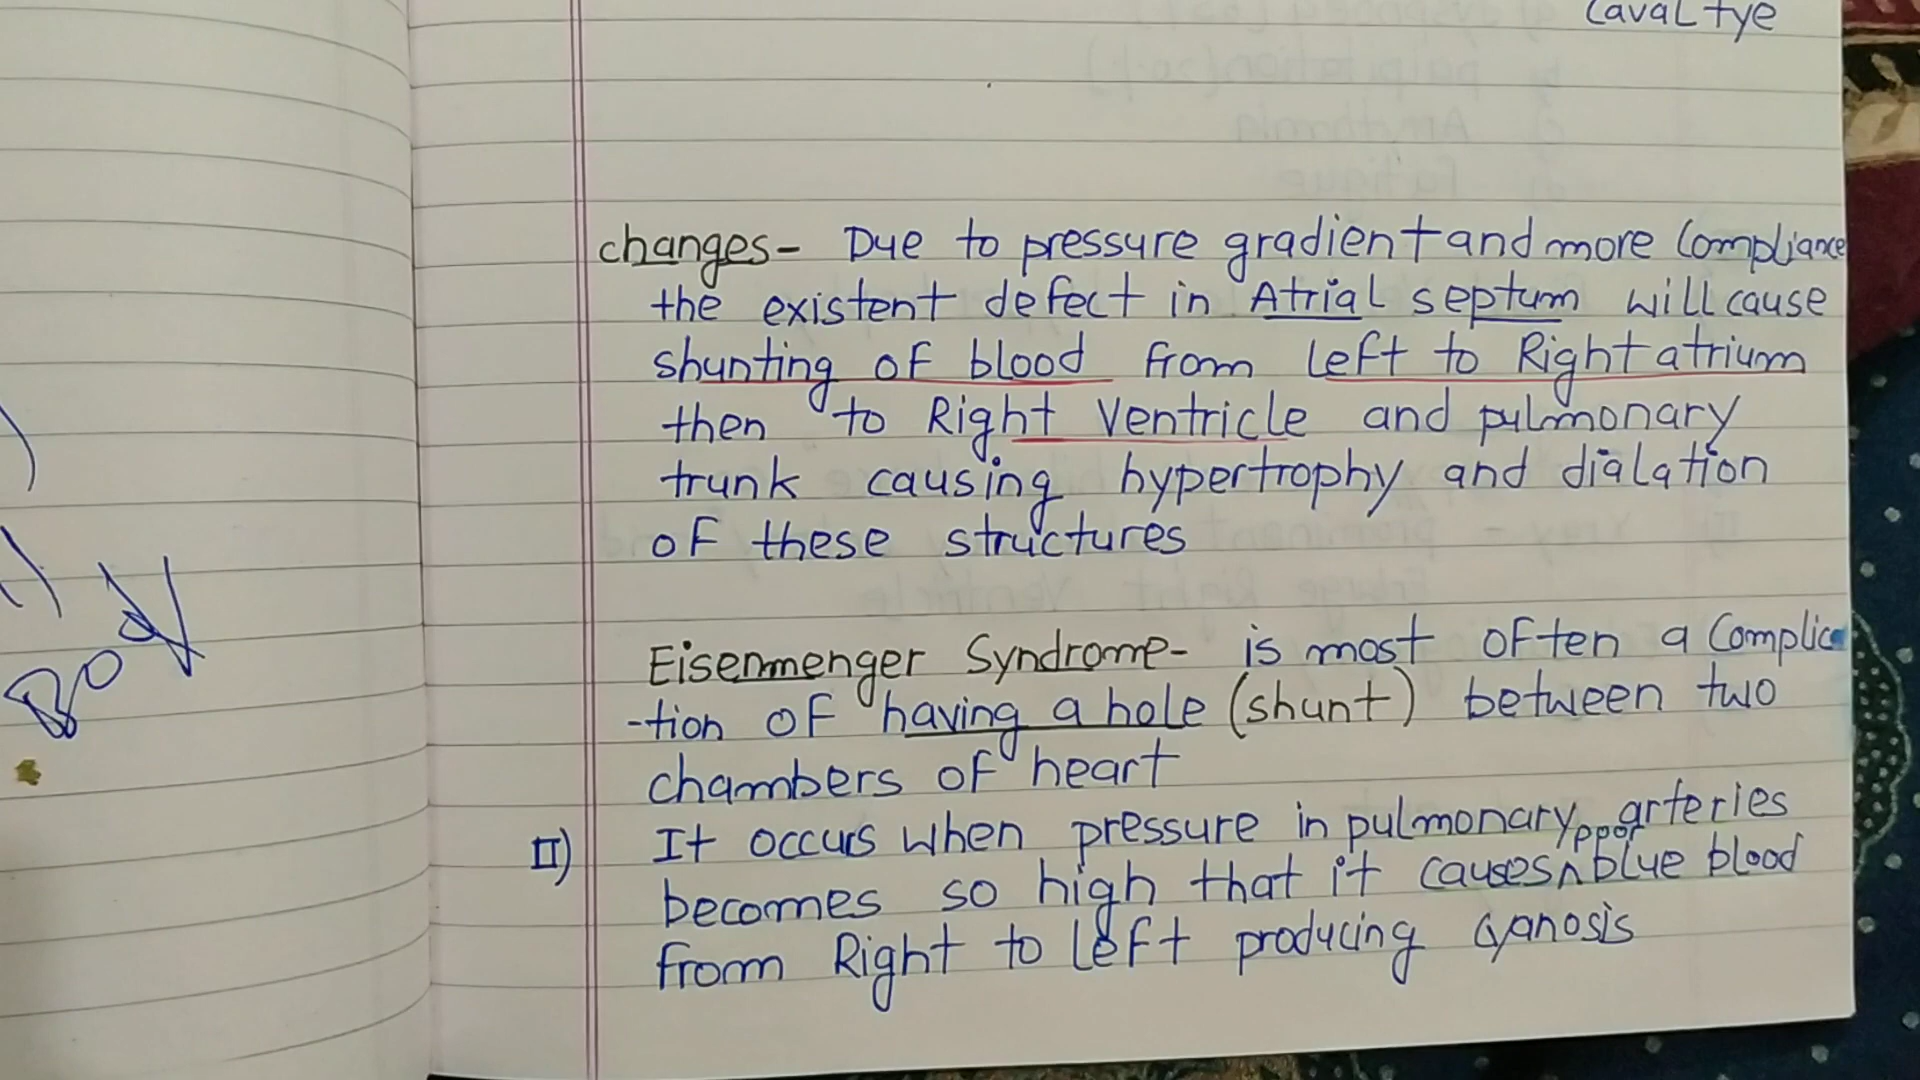 Caval tye
changes- Due to pressure gradient and more compliance
the existent defect in Atrial septum will cause
shunting of blood from left to Right atrium
then to Right Ventricle and pulmonary
trunk causing hypertrophy and dialation
of these structures
Eisenmenger Syndrome- is most often a Complica
-tion of having a hole (shunt) between two
chambers of heart
II) It occurs when pressure in pulmonary arteries
becomes so high that it causes blue blood
from Right to left producing cyanosis